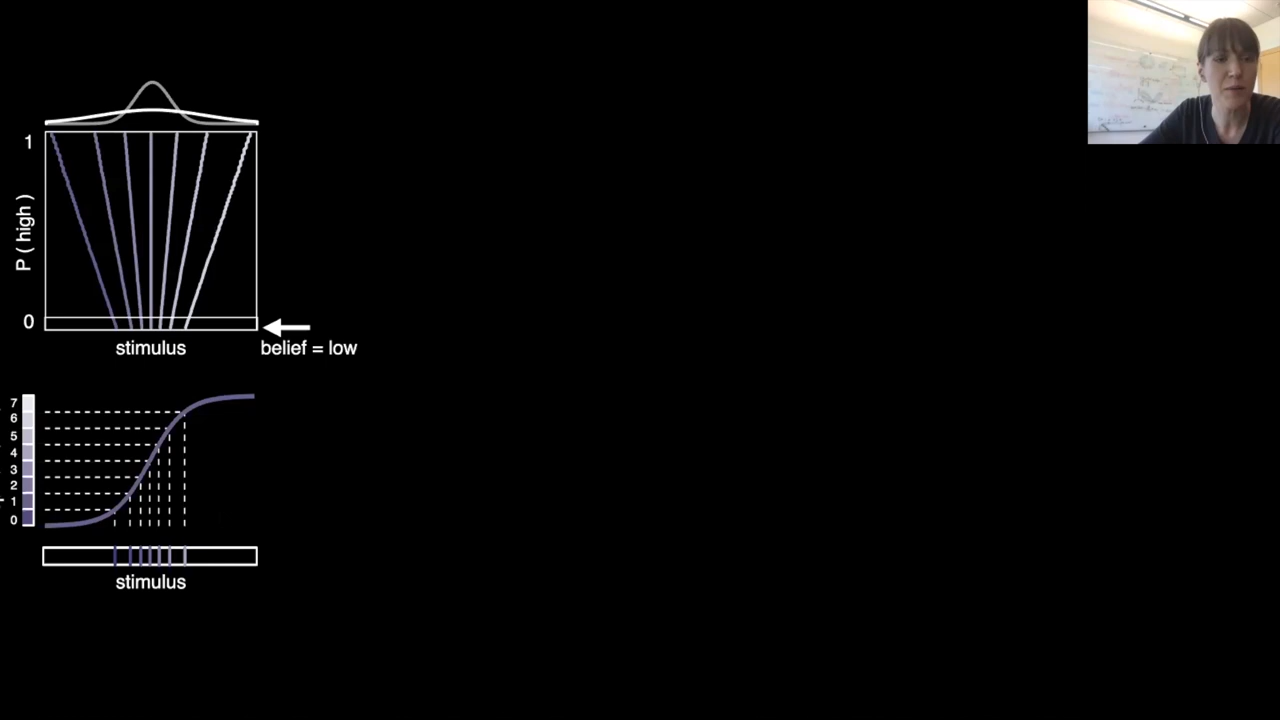 1
P ( high )
0
stimulus
belief = low
7
6
5
4
3
2
1
0
stimulus